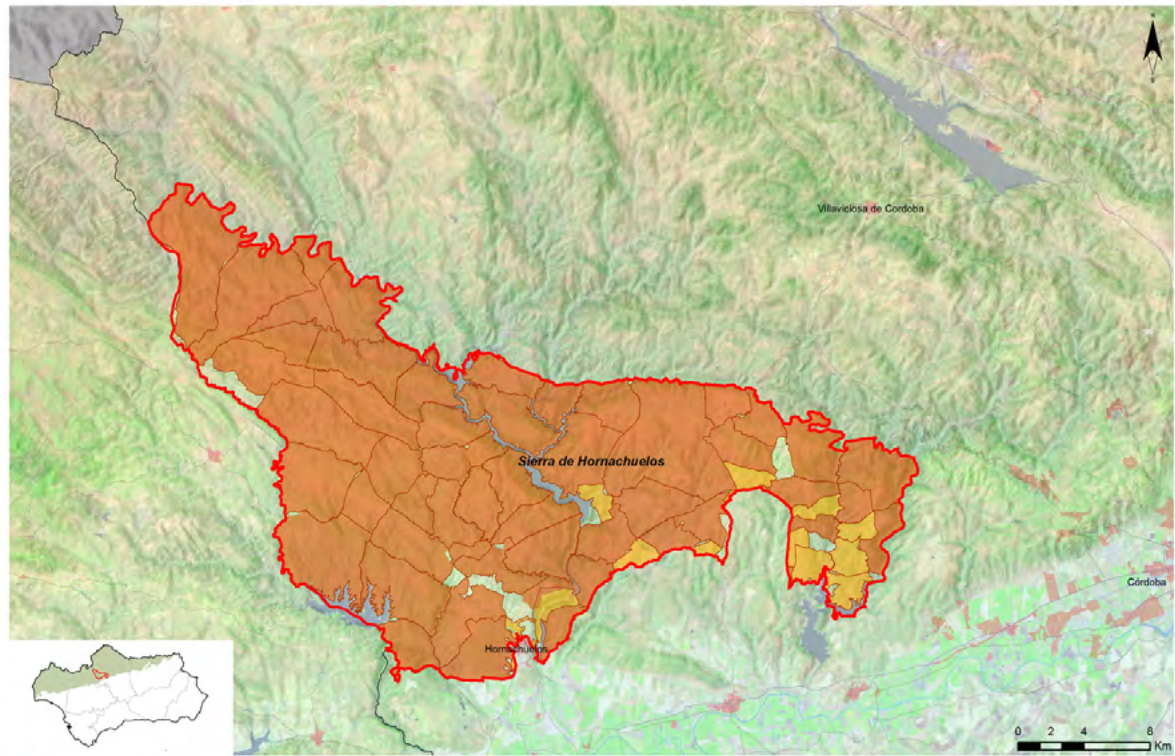 N
S
Villaviciosa de Cordoba
Sierra de Hornachuelos
Córdoba
Hornachuelos
0 2 4 8
Km